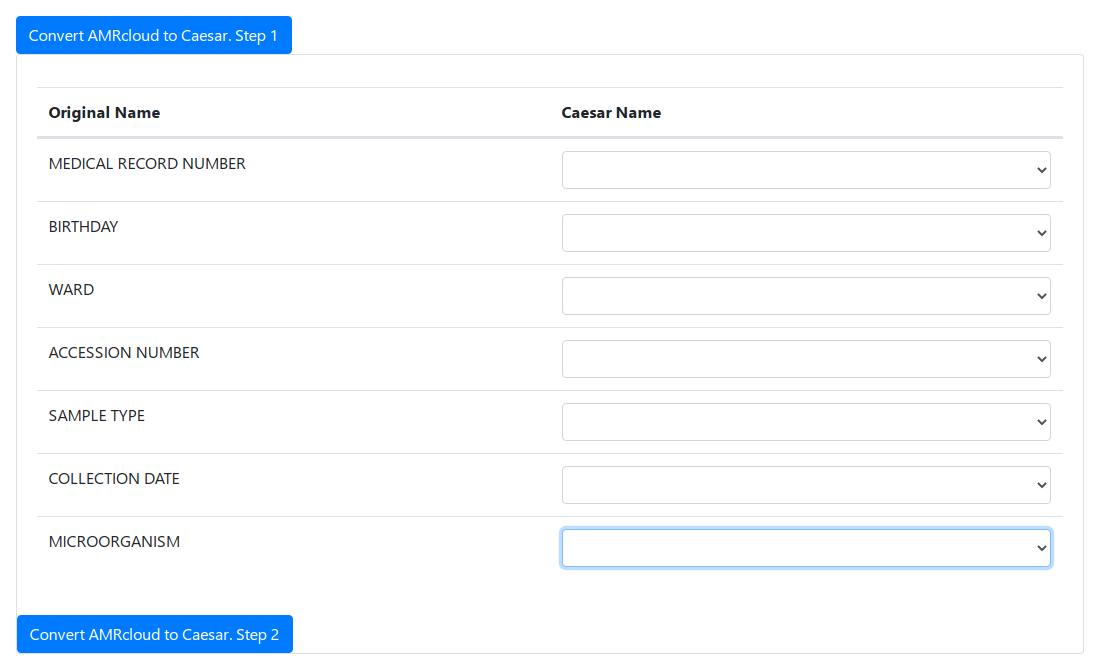 Convert AMRcloud to Caesar. Step 1
Original Name Caesar Name
MEDICAL RECORD NUMBER
BIRTHDAY
WARD
ACCESSION NUMBER
SAMPLE TYPE
COLLECTION DATE
MICROORGANISM
Convert AMRcloud to Caesar. Step 2